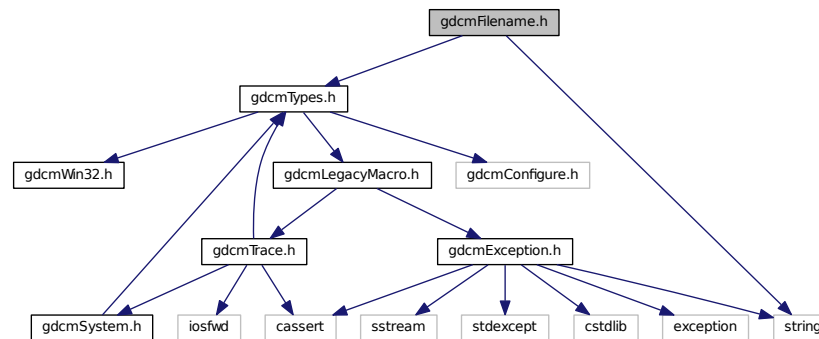 gdcmFilename.h
gdcmTypes.h
gdcmWin32.h
gdcmLegacyMacro.h
gdcmConfigure.h
gdcmTrace.h
gdcmException.h
gdcmSystem.h
iosfwd
cassert
sstream
stdexcept
cstdlib
exception
string